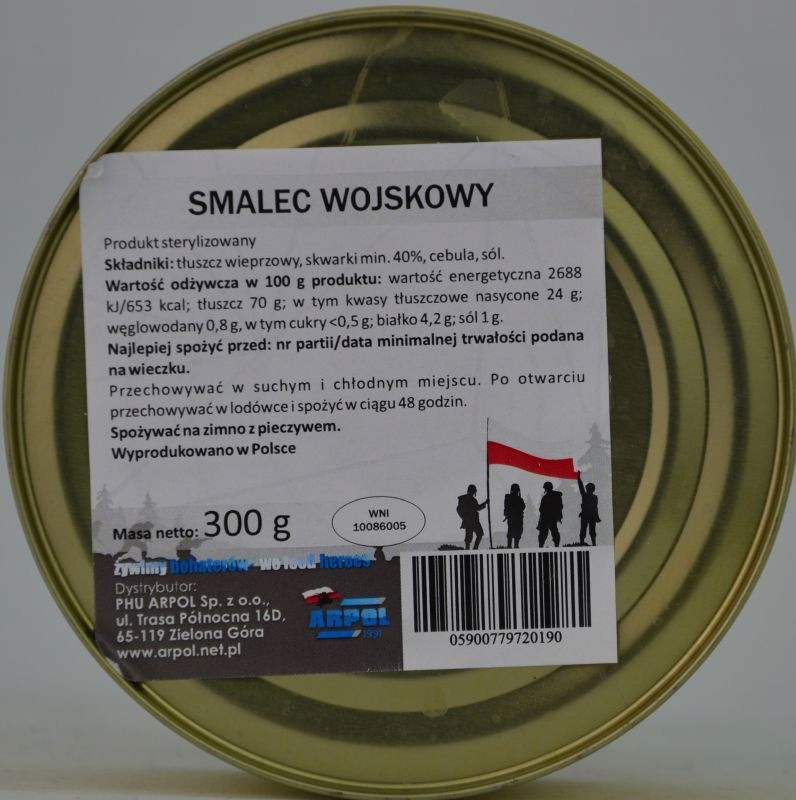 SMALEC WOJSKOWY
Produkt sterylizowany
Składniki: tłuszcz wieprzowy, skwarki min. 40%, cebula, sól.
Wartość odżywcza w 100 g produktu: wartość energetyczna 2688
kJ/653 kcal; tłuszcz 70 g; w tym kwasy tłuszczowe nasycone 24 g;
węglowodany 0,8 g, w tym cukry <0,5 g; białko 4,2 g; sól 1 g.
Najlepiej spożyć przed: nr partii/data minimalnej trwałości podana
na wieczku.
Przechowywać w suchym i chłodnym miejscu. Po otwarciu
przechowywać w lodówce i spożyć w ciągu 48 godzin.
Spożywać na zimno z pieczywem.
Wyprodukowano w Polsce
Masa netto: 300 g
WNI
10086005
żywimy bohaterów - we feed heroes
Dystrybutor:
PHU ARPOL Sp. z o.o.,
ul. Trasa Północna 16D,
65-119 Zielona Góra
www.arpol.net.pl
ARPOL
1991
05900779720190